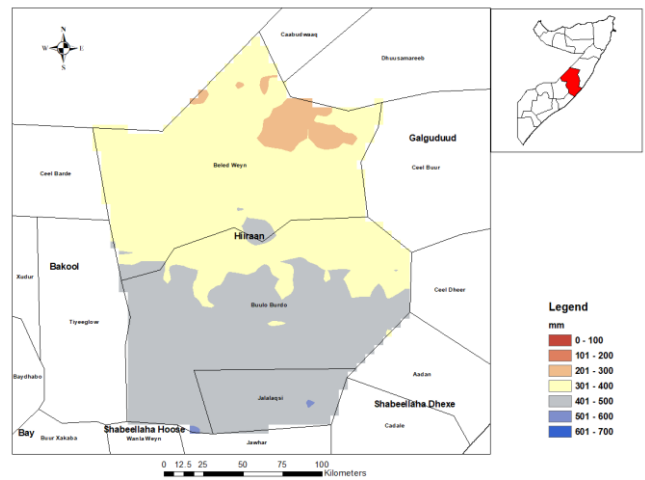 N
W E
S
Caabudwaaq
Dhuusamareeb
Galguduud
Ceel Barde
Beled Weyn
Ceel Buur
Hiiraan
Bakool
Xudur
Ceel Dheer
Buulo Burdo
Tiyeeglow
Baydhabo
Aadan
Jalalaqsi
Shabeellaha Dhexe
Cadale
Bay
Buur Xakaba
Shabeellaha Hoose
Wanla Weyn
Jawhar
Legend
mm
0 - 100
101 - 200
201 - 300
301 - 400
401 - 500
501 - 600
601 - 700
0 12.5 25 50 75 100
Kilometers